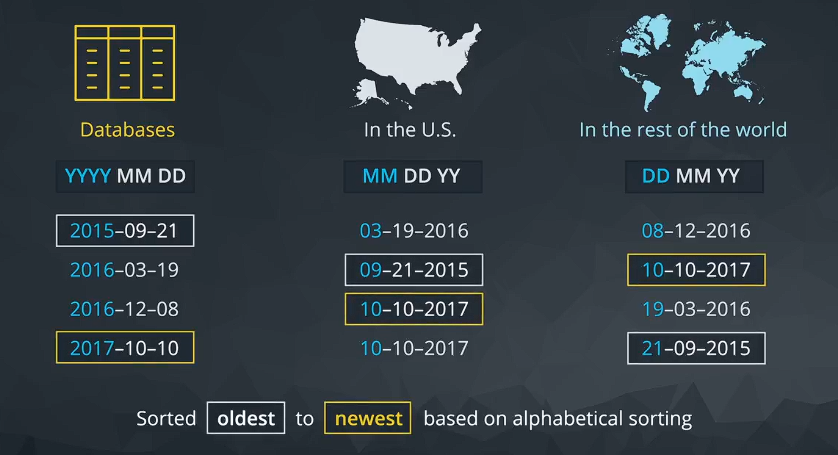 Databases
In the U.S.
In the rest of the world
YYYY MM DD
MM DD YY
DD MM YY
2015–09–21
03–19–2016
08–12–2016
2016–03–19
09–21–2015
10–10–2017
2016–12–08
10–10–2017
19–03–2016
2017–10–10
10–10–2017
21–09–2015
Sorted oldest to newest based on alphabetical sorting